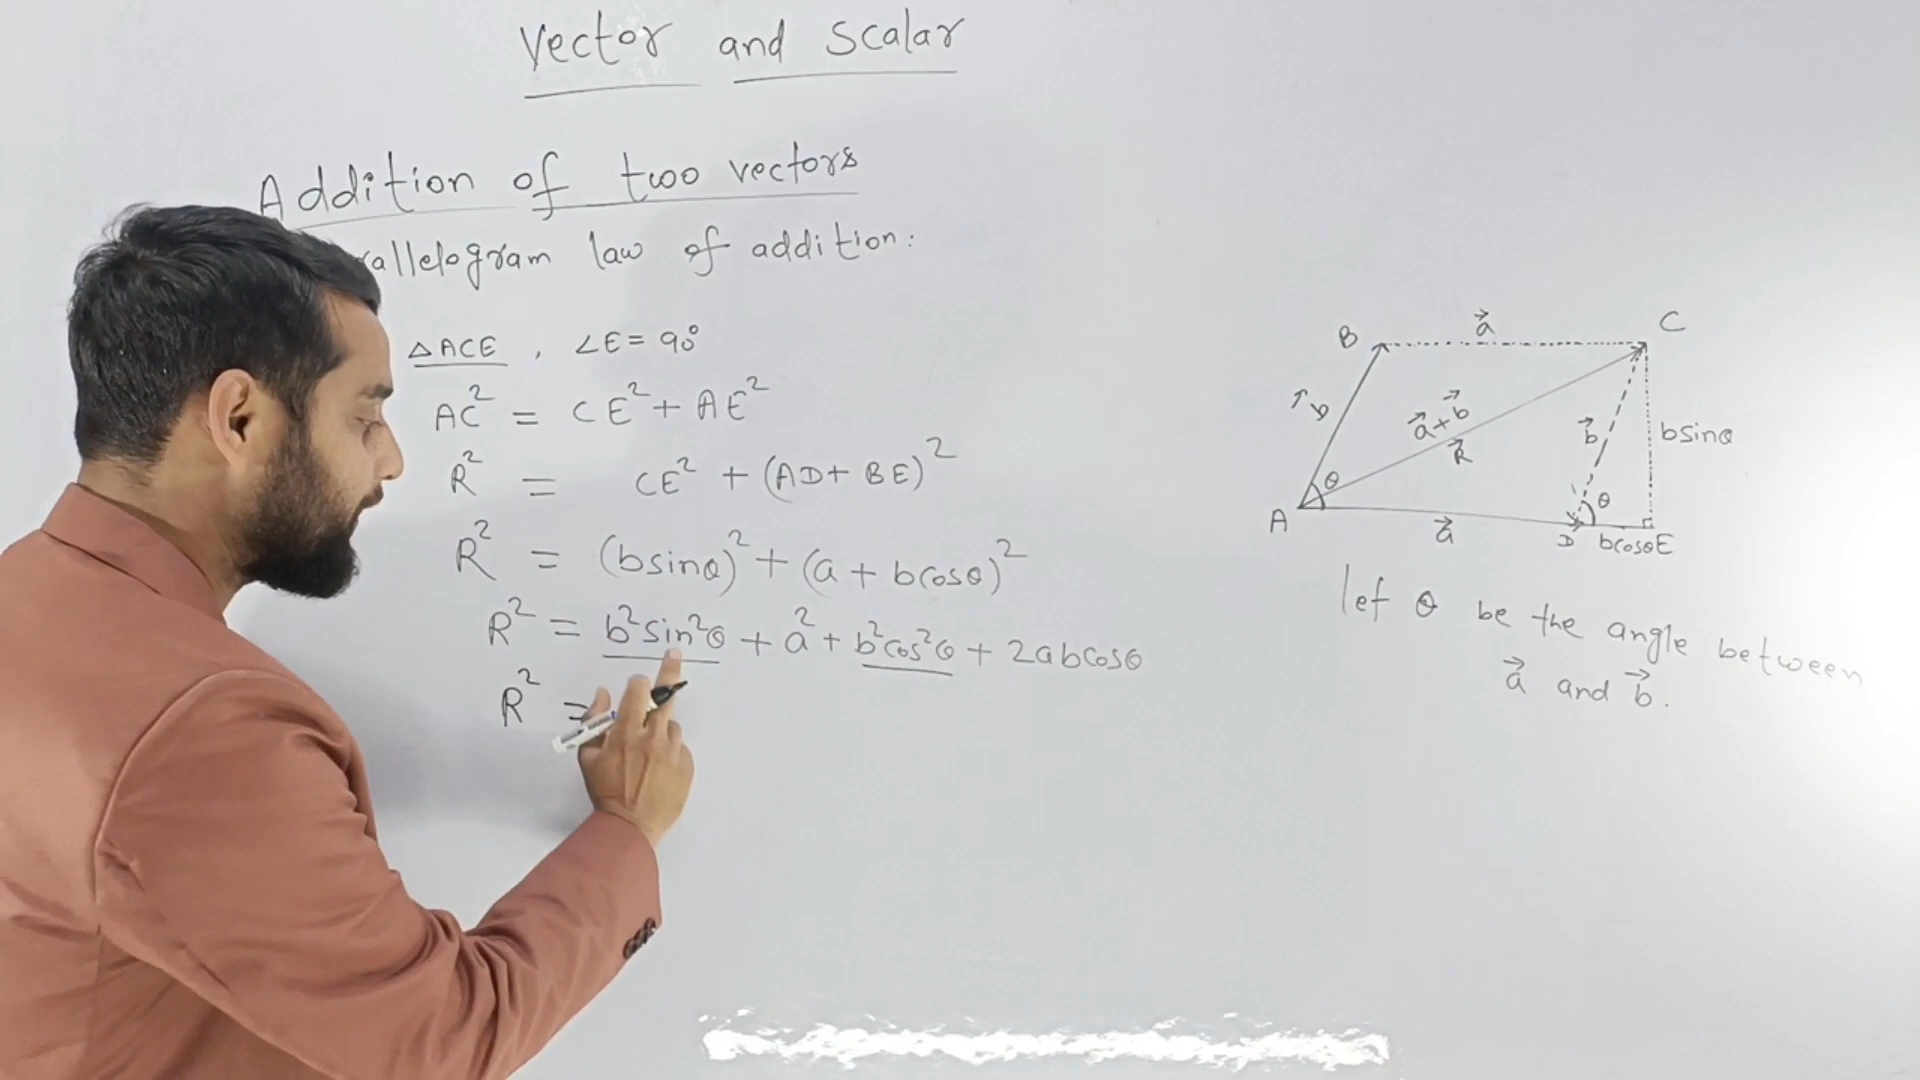 Vector and Scalar
Addition of two vectors
rallelogram law of addition:
△ACE , ∠E = 90°
AC² = CE² + AE²
R² = CE² + (AD + BE)²
R² = (bsinθ)² + (a + bcosθ)²
R² = b²sin²θ + a² + b²cos²θ + 2abcosθ
R² =
B a⃗ C
b⃗
a⃗+b⃗
R⃗
b⃗
bsinθ
θ
θ
A a⃗ D bcosθ E
let θ be the angle between
a⃗ and b⃗.